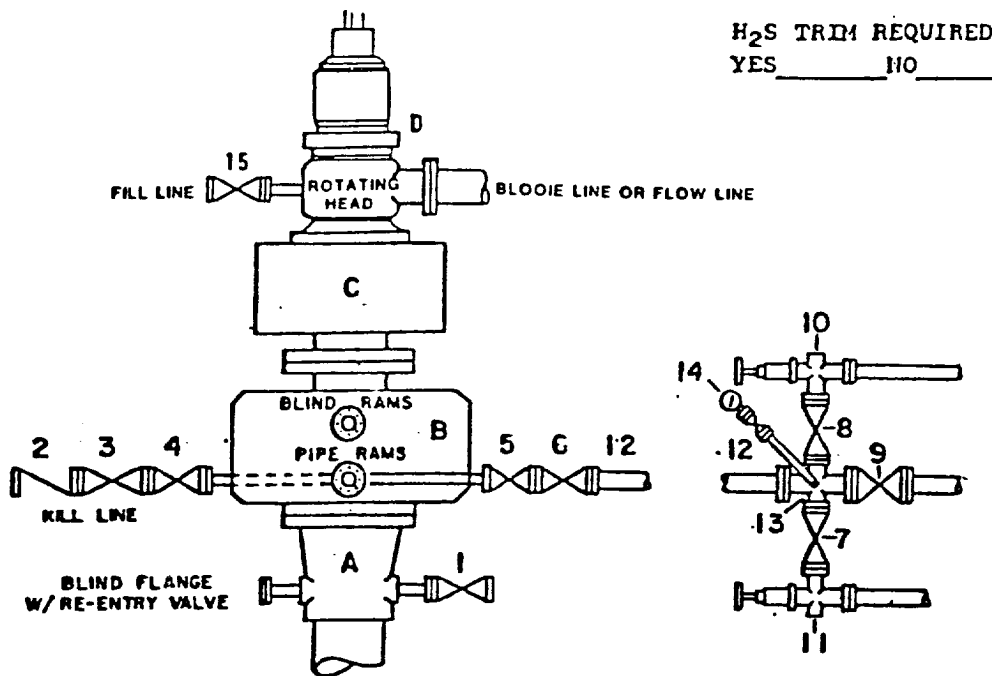 H2S TRIM REQUIRED
YES______NO______
D
15
FILL LINE
ROTATING
HEAD
BLOOIE LINE OR FLOW LINE
C
BLIND RAMS
B
PIPE RAMS
2 3 4
5 6 12
KILL LINE
A
1
BLIND FLANGE
W/RE-ENTRY VALVE
10
14
8
12
9
13
7
11